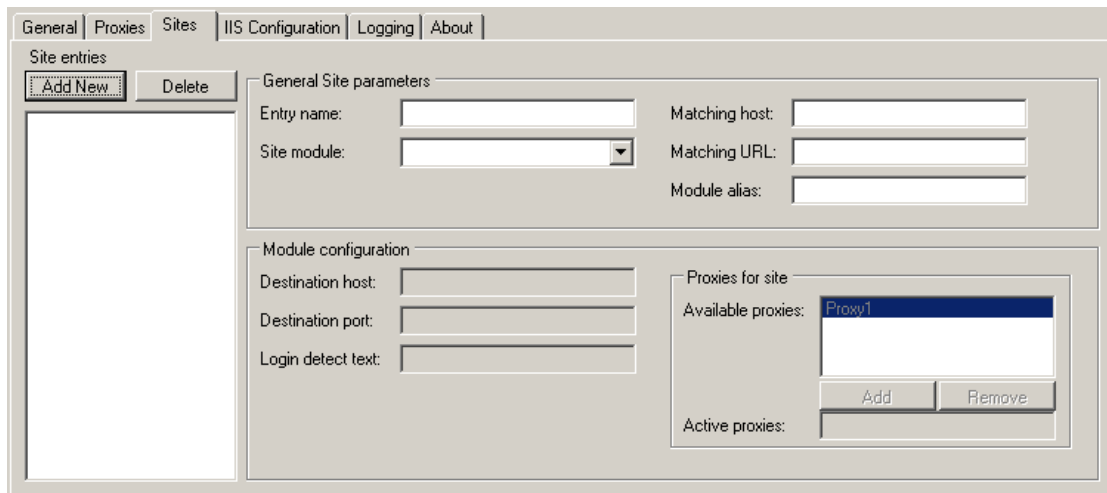 General Proxies Sites IIS Configuration Logging About
Site entries
Add New Delete
General Site parameters
Entry name:
Site module:
Matching host:
Matching URL:
Module alias:
Module configuration
Destination host:
Destination port:
Login detect text:
Proxies for site
Available proxies: Proxy1
Add Remove
Active proxies: